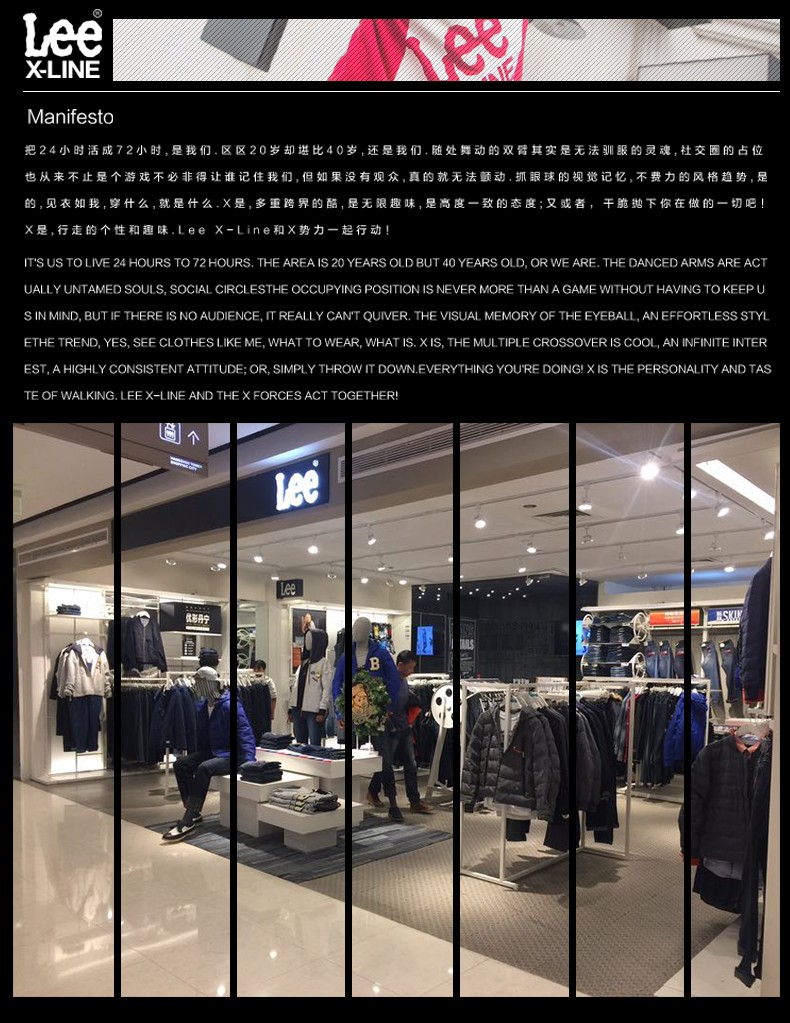 Lee®
X-LINE
Lee
Manifesto
把24小时活成72小时,是我们.区区20岁却堪比40岁,还是我们.随处舞动的双臂其实是无法驯服的灵魂,社交圈的占位
也从来不止是个游戏不必非得让谁记住我们,但如果没有观众,真的就无法颤动.抓眼球的视觉记忆,不费力的风格趋势,是
的,见衣如我,穿什么,就是什么.X是,多重跨界的酷,是无限趣味,是高度一致的态度;又或者,干脆抛下你在做的一切吧!
X是,行走的个性和趣味.Lee X-Line和X势力一起行动!
IT'S US TO LIVE 24 HOURS TO 72 HOURS. THE AREA IS 20 YEARS OLD BUT 40 YEARS OLD, OR WE ARE. THE DANCED ARMS ARE ACT
UALLY UNTAMED SOULS, SOCIAL CIRCLESTHE OCCUPYING POSITION IS NEVER MORE THAN A GAME WITHOUT HAVING TO KEEP U
S IN MIND, BUT IF THERE IS NO AUDIENCE, IT REALLY CAN'T QUIVER. THE VISUAL MEMORY OF THE EYEBALL, AN EFFORTLESS STYL
ETHE TREND, YES, SEE CLOTHES LIKE ME, WHAT TO WEAR, WHAT IS. X IS, THE MULTIPLE CROSSOVER IS COOL, AN INFINITE INTER
EST, A HIGHLY CONSISTENT ATTITUDE; OR, SIMPLY THROW IT DOWN.EVERYTHING YOU'RE DOING! X IS THE PERSONALITY AND TAS
TE OF WALKING. LEE X-LINE AND THE X FORCES ACT TOGETHER!
Lee
Lee
优形丹宁
B